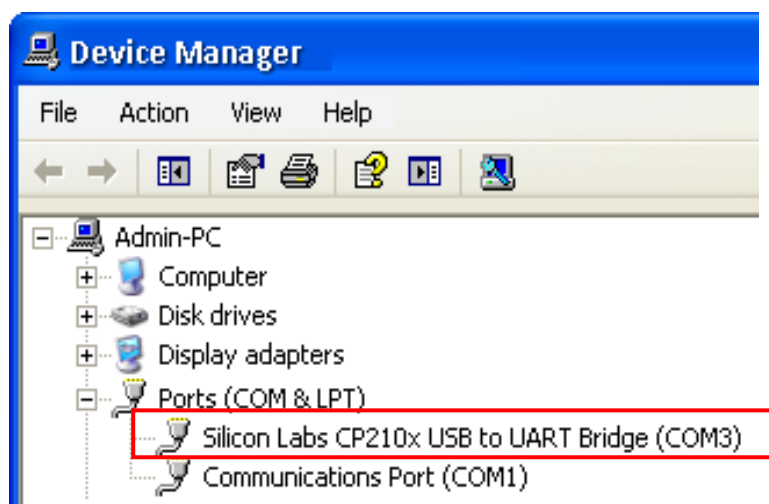 Device Manager
File Action View Help
Admin-PC
Computer
Disk drives
Display adapters
Ports (COM & LPT)
Silicon Labs CP210x USB to UART Bridge (COM3)
Communications Port (COM1)